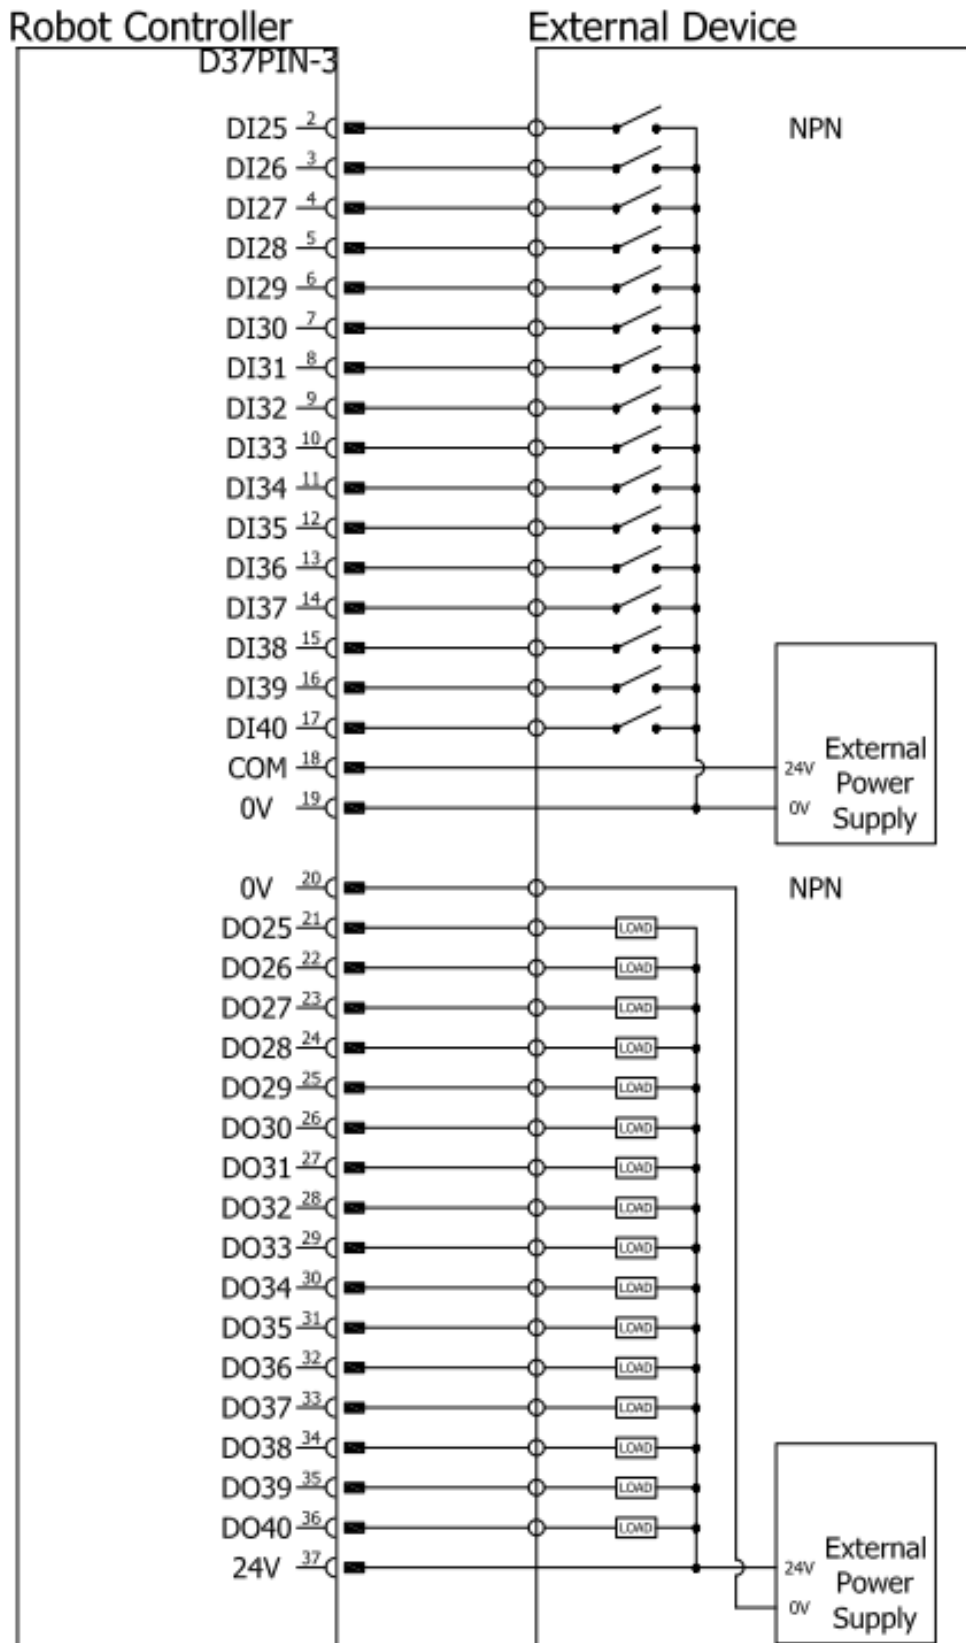 Robot Controller External Device
D37PIN-3
DI25 2 NPN
DI26 3
DI27 4
DI28 5
DI29 6
DI30 7
DI31 8
DI32 9
DI33 10
DI34 11
DI35 12
DI36 13
DI37 14
DI38 15
DI39 16
DI40 17
COM 18 24V External
Power
0V 19 0V Supply
0V 20 NPN
DO25 21 LOAD
DO26 22 LOAD
DO27 23 LOAD
DO28 24 LOAD
DO29 25 LOAD
DO30 26 LOAD
DO31 27 LOAD
DO32 28 LOAD
DO33 29 LOAD
DO34 30 LOAD
DO35 31 LOAD
DO36 32 LOAD
DO37 33 LOAD
DO38 34 LOAD
DO39 35 LOAD
DO40 36 LOAD
24V 37 24V External
Power
0V Supply